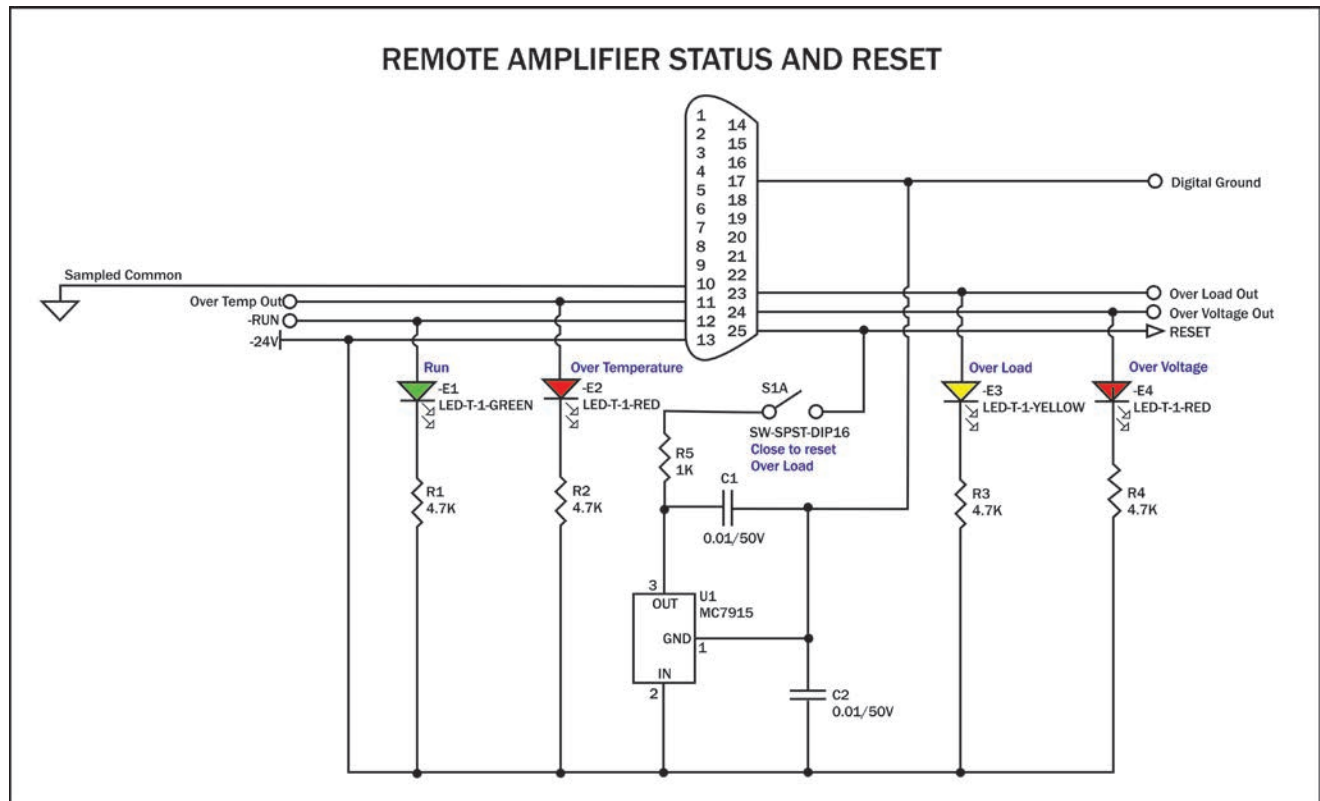 REMOTE AMPLIFIER STATUS AND RESET
1
2
3
4
5
6
7
8
9
10
11
12
13
14
15
16
17
18
19
20
21
22
23
24
25
Digital Ground
Sampled Common
Over Temp Out
-RUN
-24V
Over Load Out
Over Voltage Out
RESET
Run
-E1
LED-T-1-GREEN
Over Temperature
-E2
LED-T-1-RED
S1A
SW-SPST-DIP16
Close to reset
Over Load
Over Load
-E3
LED-T-1-YELLOW
Over Voltage
-E4
LED-T-1-RED
R1
4.7K
R2
4.7K
R5
1K
C1
0.01/50V
R3
4.7K
R4
4.7K
3
OUT
U1
MC7915
GND
1
IN
2
C2
0.01/50V